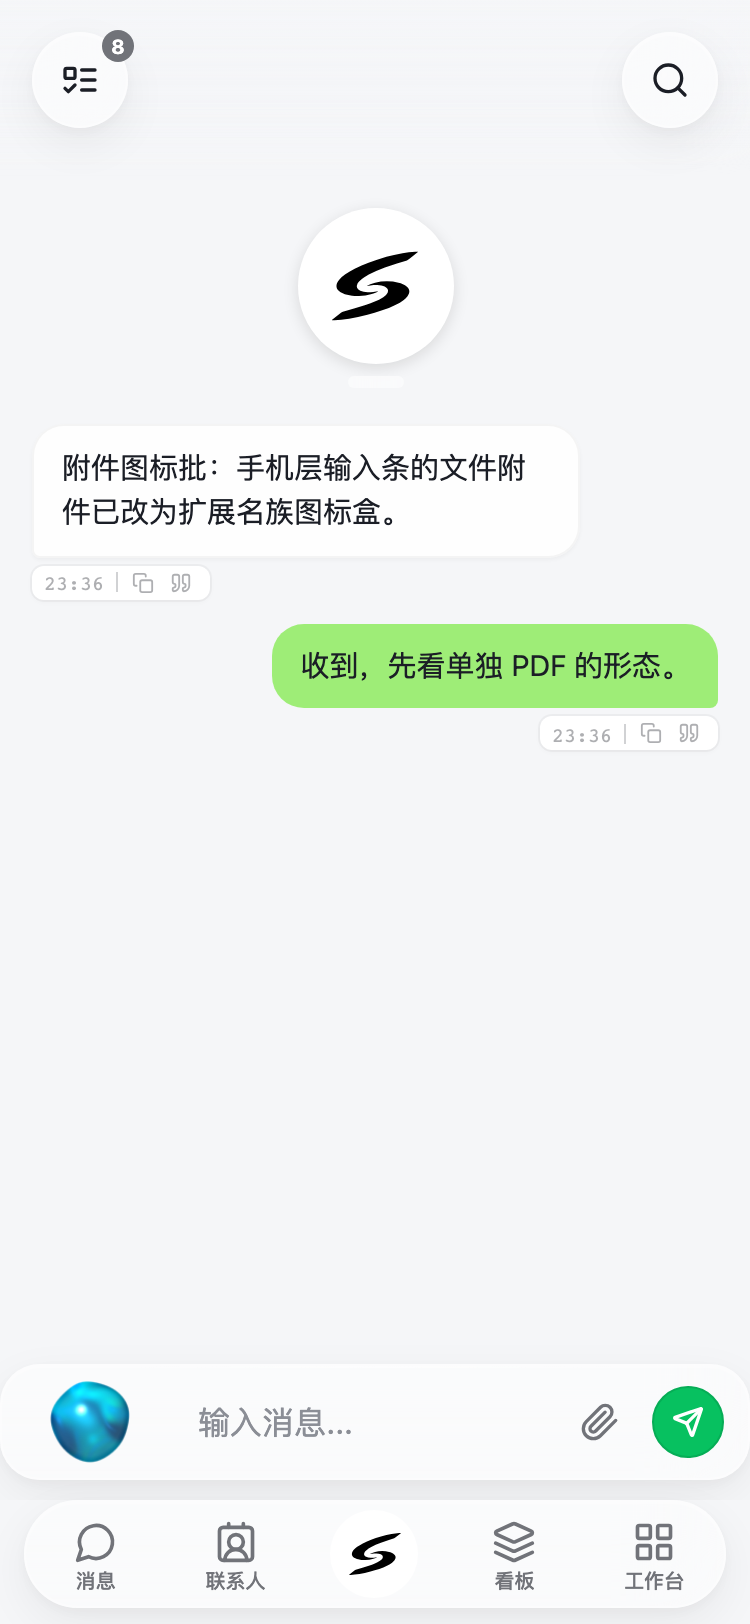 8
附件图标批：手机层输入条的文件附
件已改为扩展名族图标盒。
23:36
收到，先看单独 PDF 的形态。
23:36
输入消息...
消息
联系人
看板
工作台